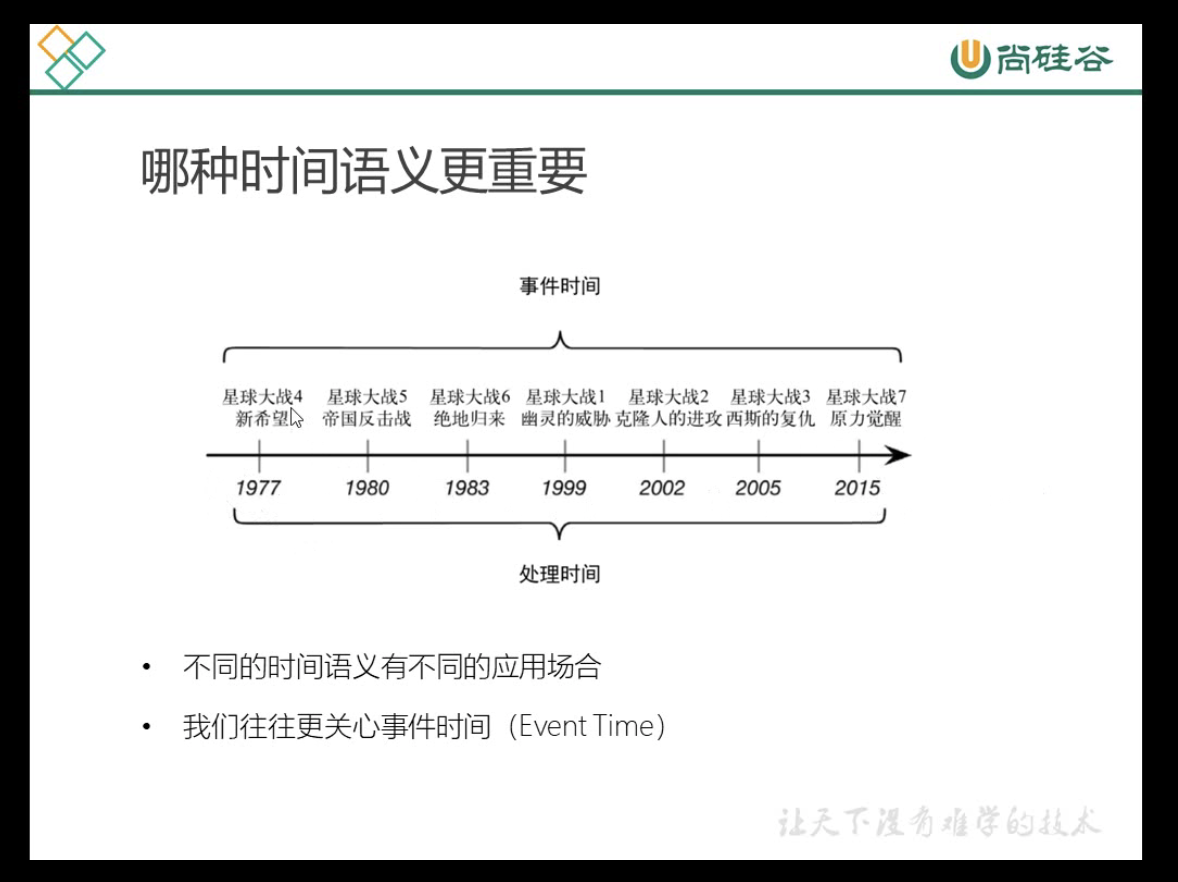 尚硅谷
哪种时间语义更重要
事件时间
星球大战4 星球大战5 星球大战6 星球大战1 星球大战2 星球大战3 星球大战7
新希望 帝国反击战 绝地归来 幽灵的威胁 克隆人的进攻 西斯的复仇 原力觉醒
1977 1980 1983 1999 2002 2005 2015
处理时间
• 不同的时间语义有不同的应用场合
• 我们往往更关心事件时间（Event Time）
让天下没有难学的技术